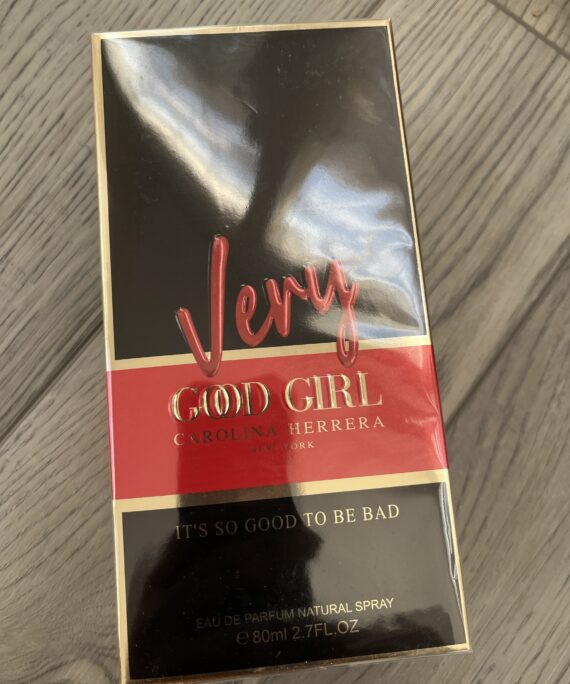 Very
GOOD GIRL
CAROLINA HERRERA
NEW YORK
IT'S SO GOOD TO BE BAD
EAU DE PARFUM NATURAL SPRAY
℮ 80ml 2.7FL.OZ